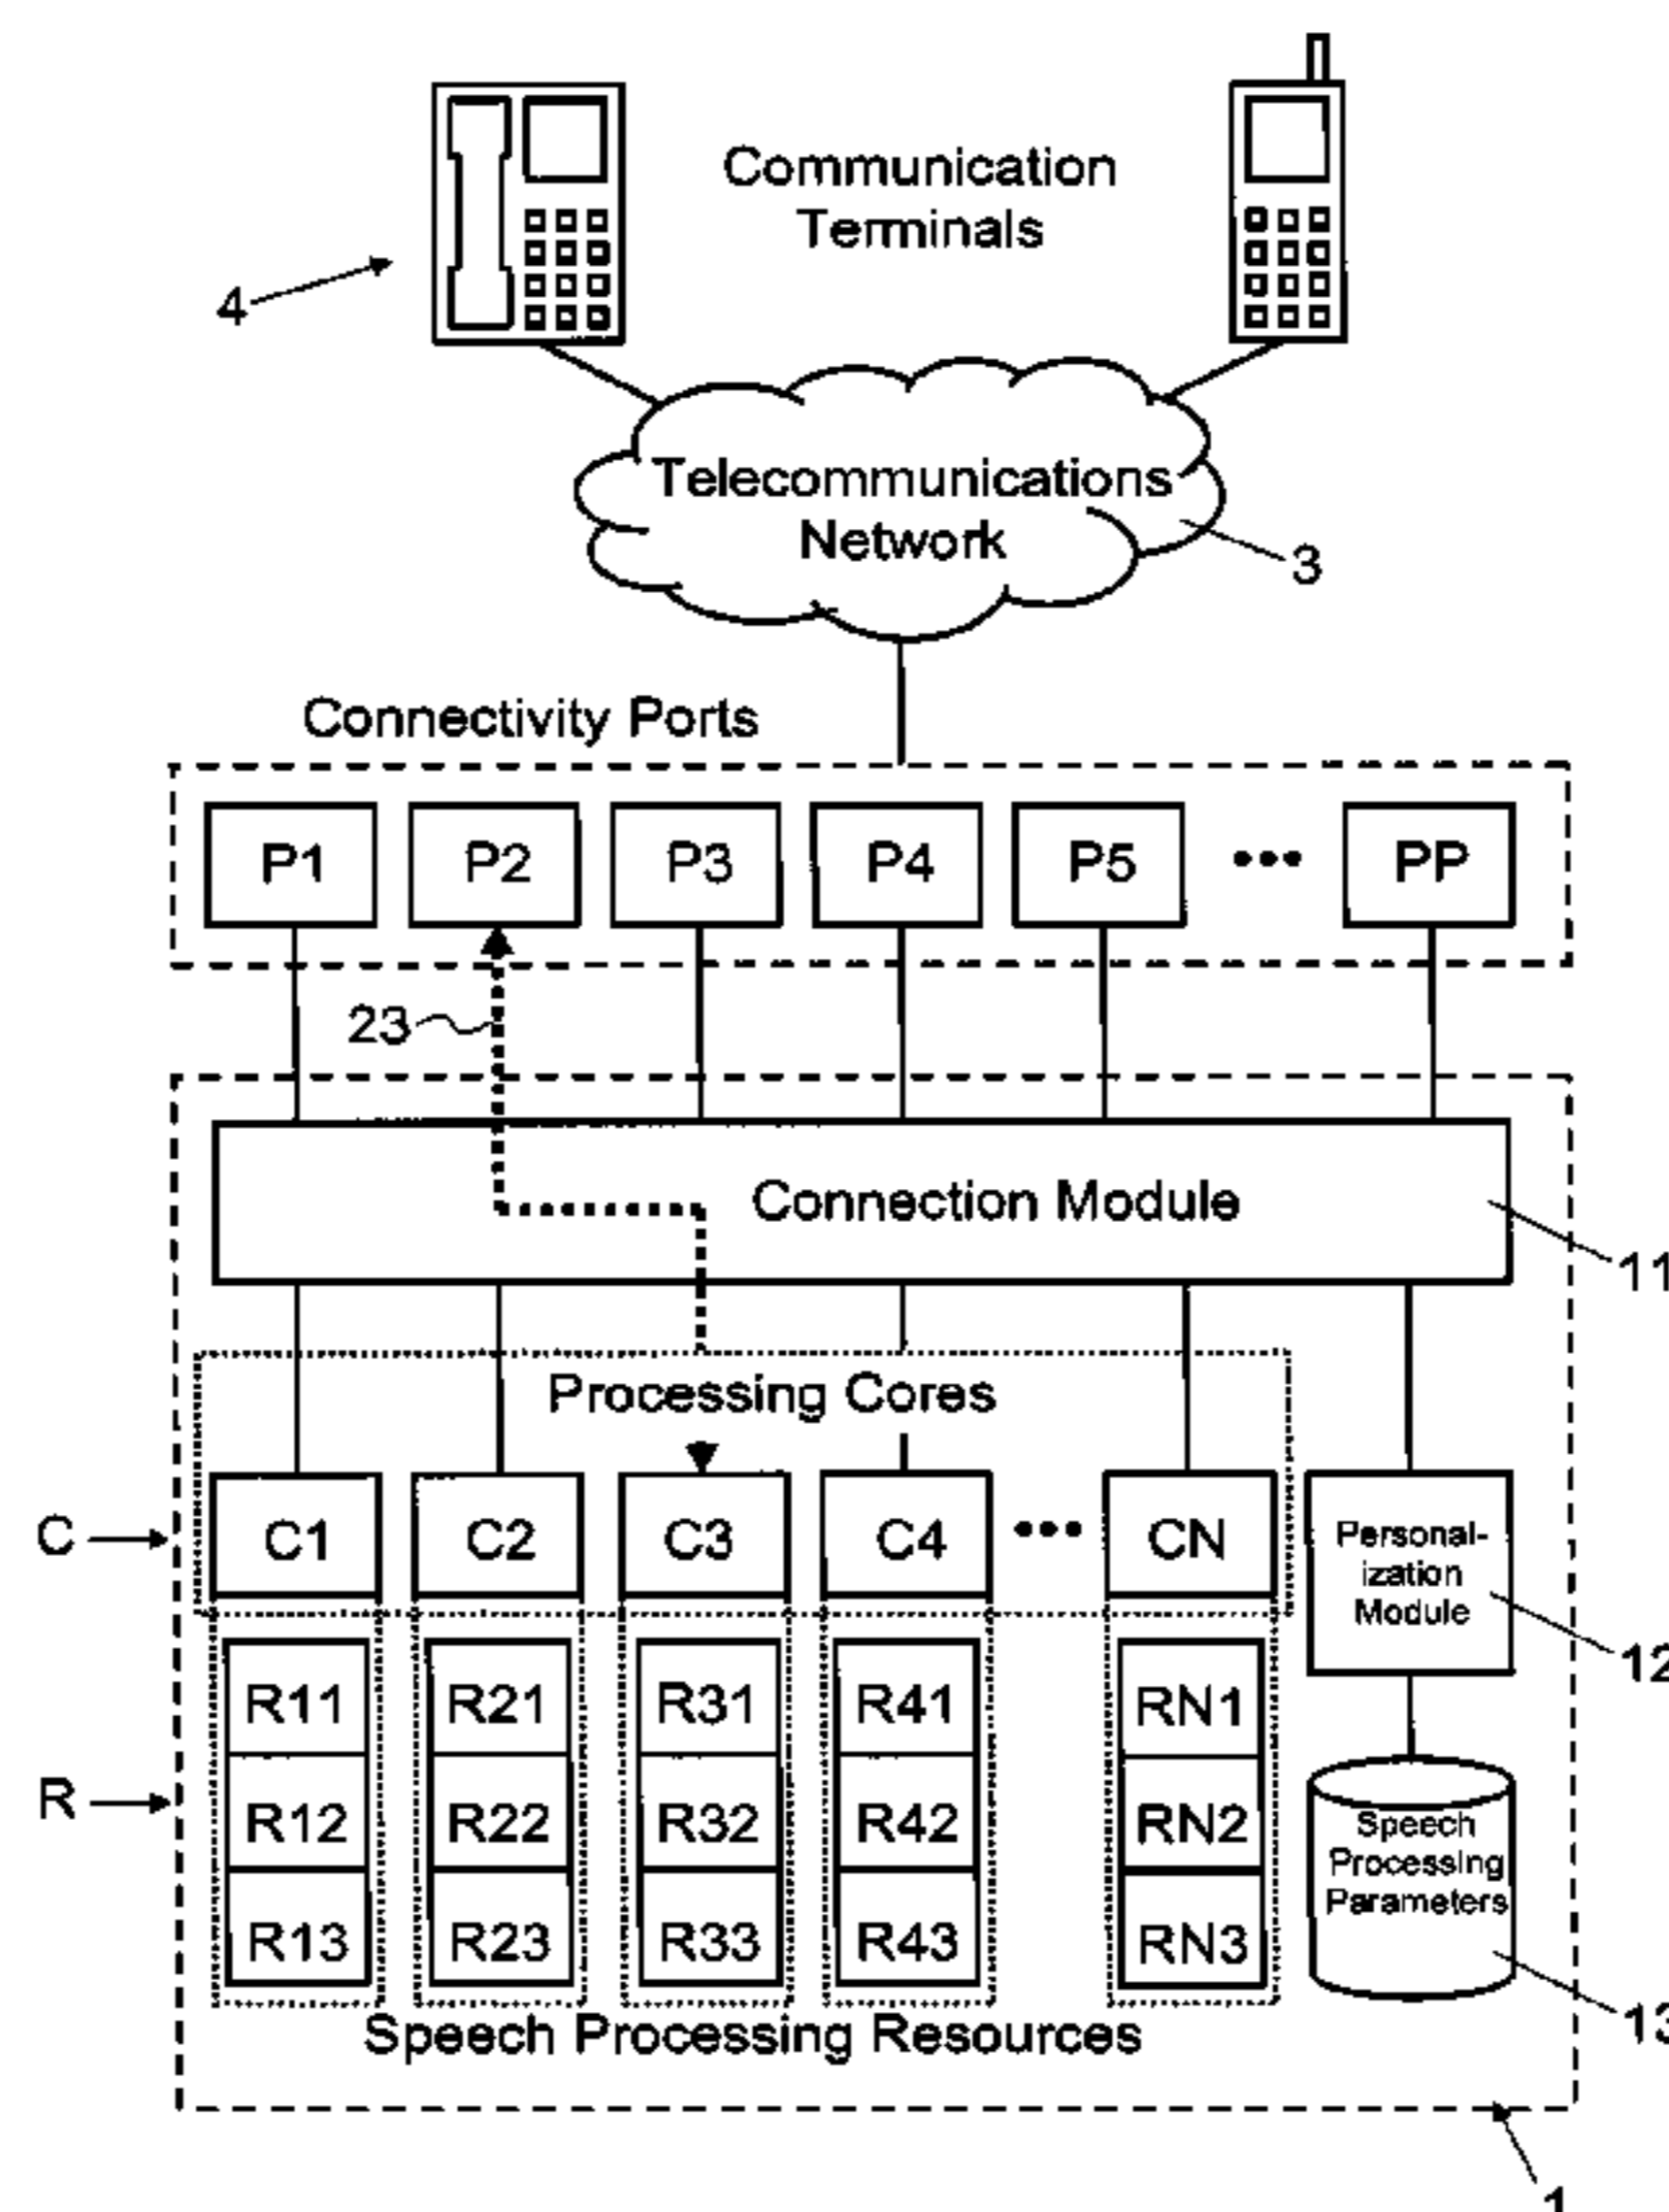 Communication
Terminals
4
Telecommunications
Network
3
Connectivity Ports
P1 P2 P3 P4 P5 ••• PP
23
Connection Module
11
Processing Cores
C
C1 C2 C3 C4 ••• CN
Personal-
ization
Module
12
R11 R21 R31 R41 RN1
R
R12 R22 R32 R42 RN2
Speech
Processing
Parameters
R13 R23 R33 R43 RN3
13
Speech Processing Resources
1